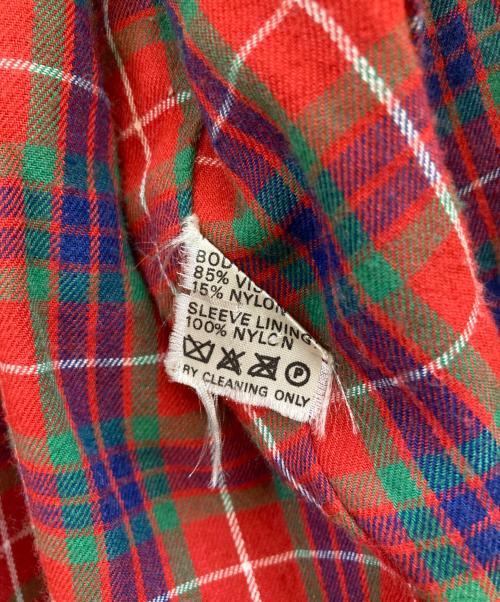 BOD
85% VIS
15% NYLON
SLEEVE LINING
100% NYLON
P
RY CLEANING ONLY